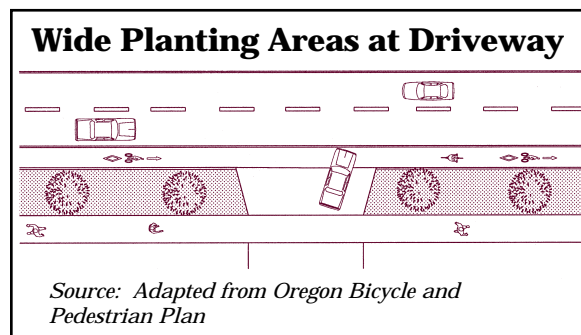 Wide Planting Areas at Driveway
Source: Adapted from Oregon Bicycle and
Pedestrian Plan